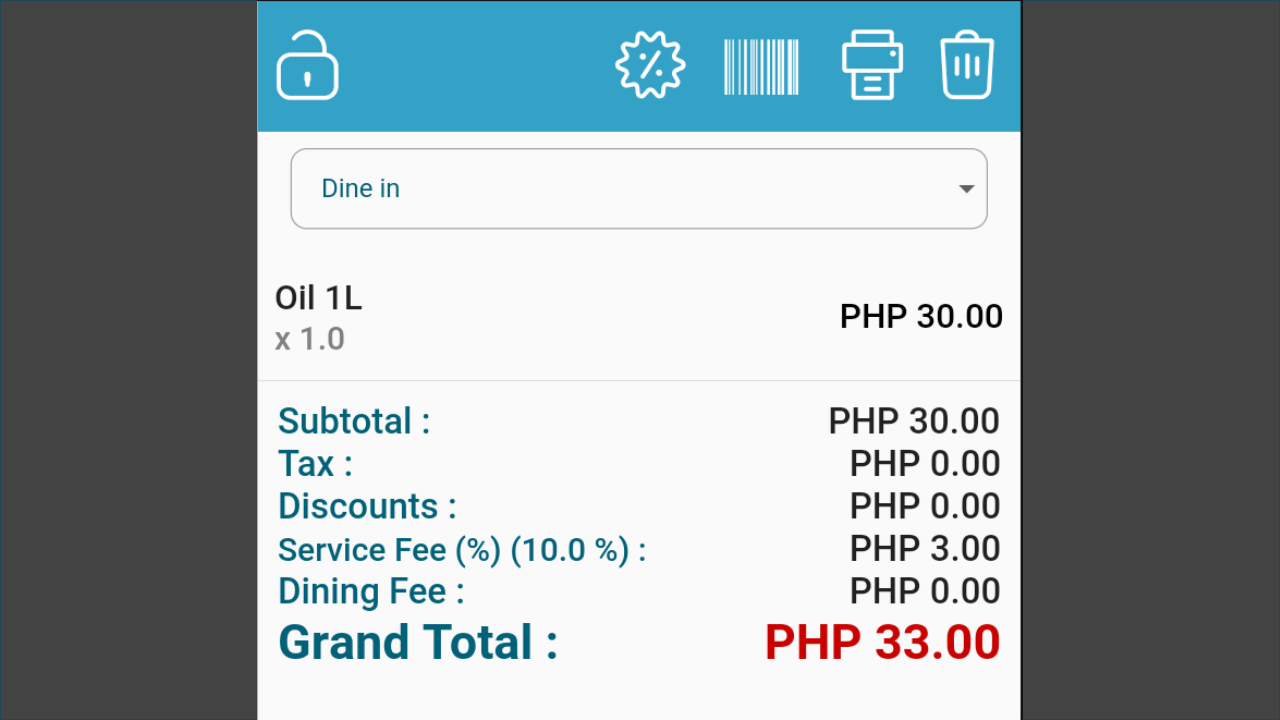 Dine in
Oil 1L
x 1.0
PHP 30.00
Subtotal : PHP 30.00
Tax : PHP 0.00
Discounts : PHP 0.00
Service Fee (%) (10.0 %) : PHP 3.00
Dining Fee : PHP 0.00
Grand Total : PHP 33.00